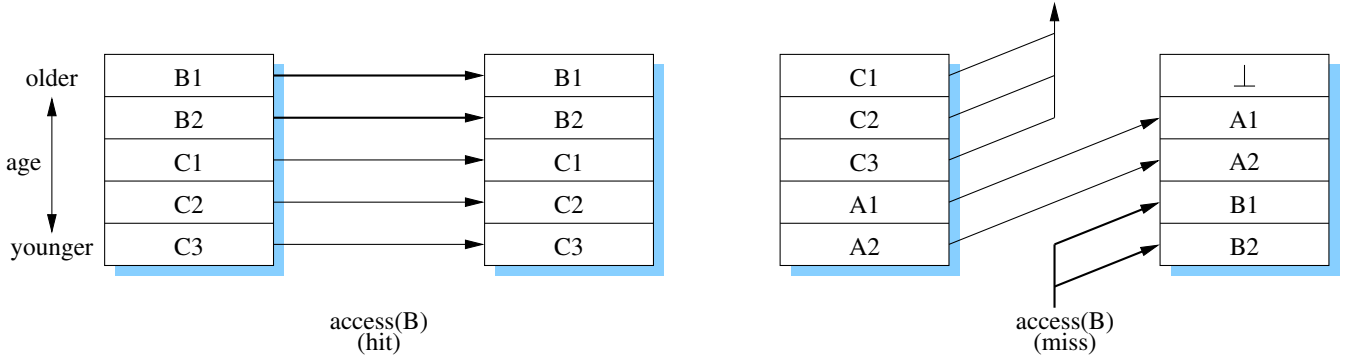 older
age
younger
B1
B2
C1
C2
C3
B1
B2
C1
C2
C3
access(B)
(hit)
C1
C2
C3
A1
A2
⊥
A1
A2
B1
B2
access(B)
(miss)